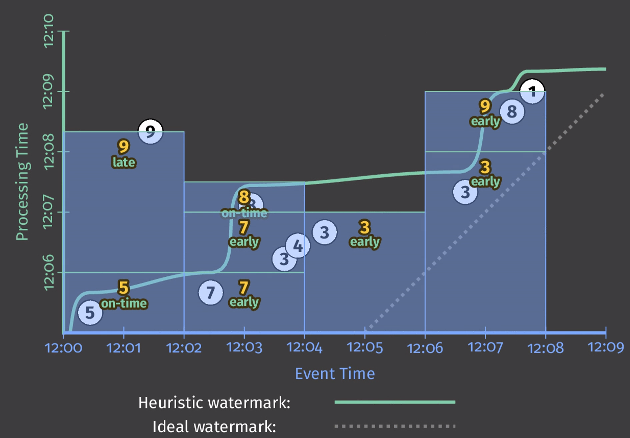 Processing Time
12:10
12:09
12:08
12:07
12:06
9
9
late
5
on-time
5
8
on-time
7
early
7
early
7
3
4
3
3
early
9
early
3
early
3
8
1
12:00
12:01
12:02
12:03
12:04
12:05
12:06
12:07
12:08
12:09
Event Time
Heuristic watermark:
Ideal watermark: